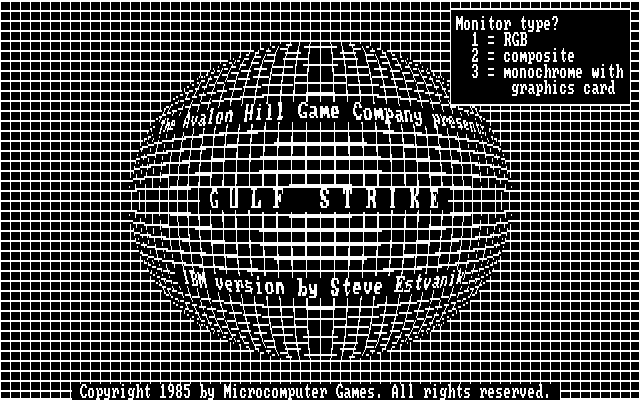 Monitor type?
1 = RGB
2 = composite
3 = monochrome with
graphics card
The Avalon Hill Game Company presents
GULF STRIKE
IBM version by Steve Estvanik
Copyright 1985 by Microcomputer Games. All rights reserved.